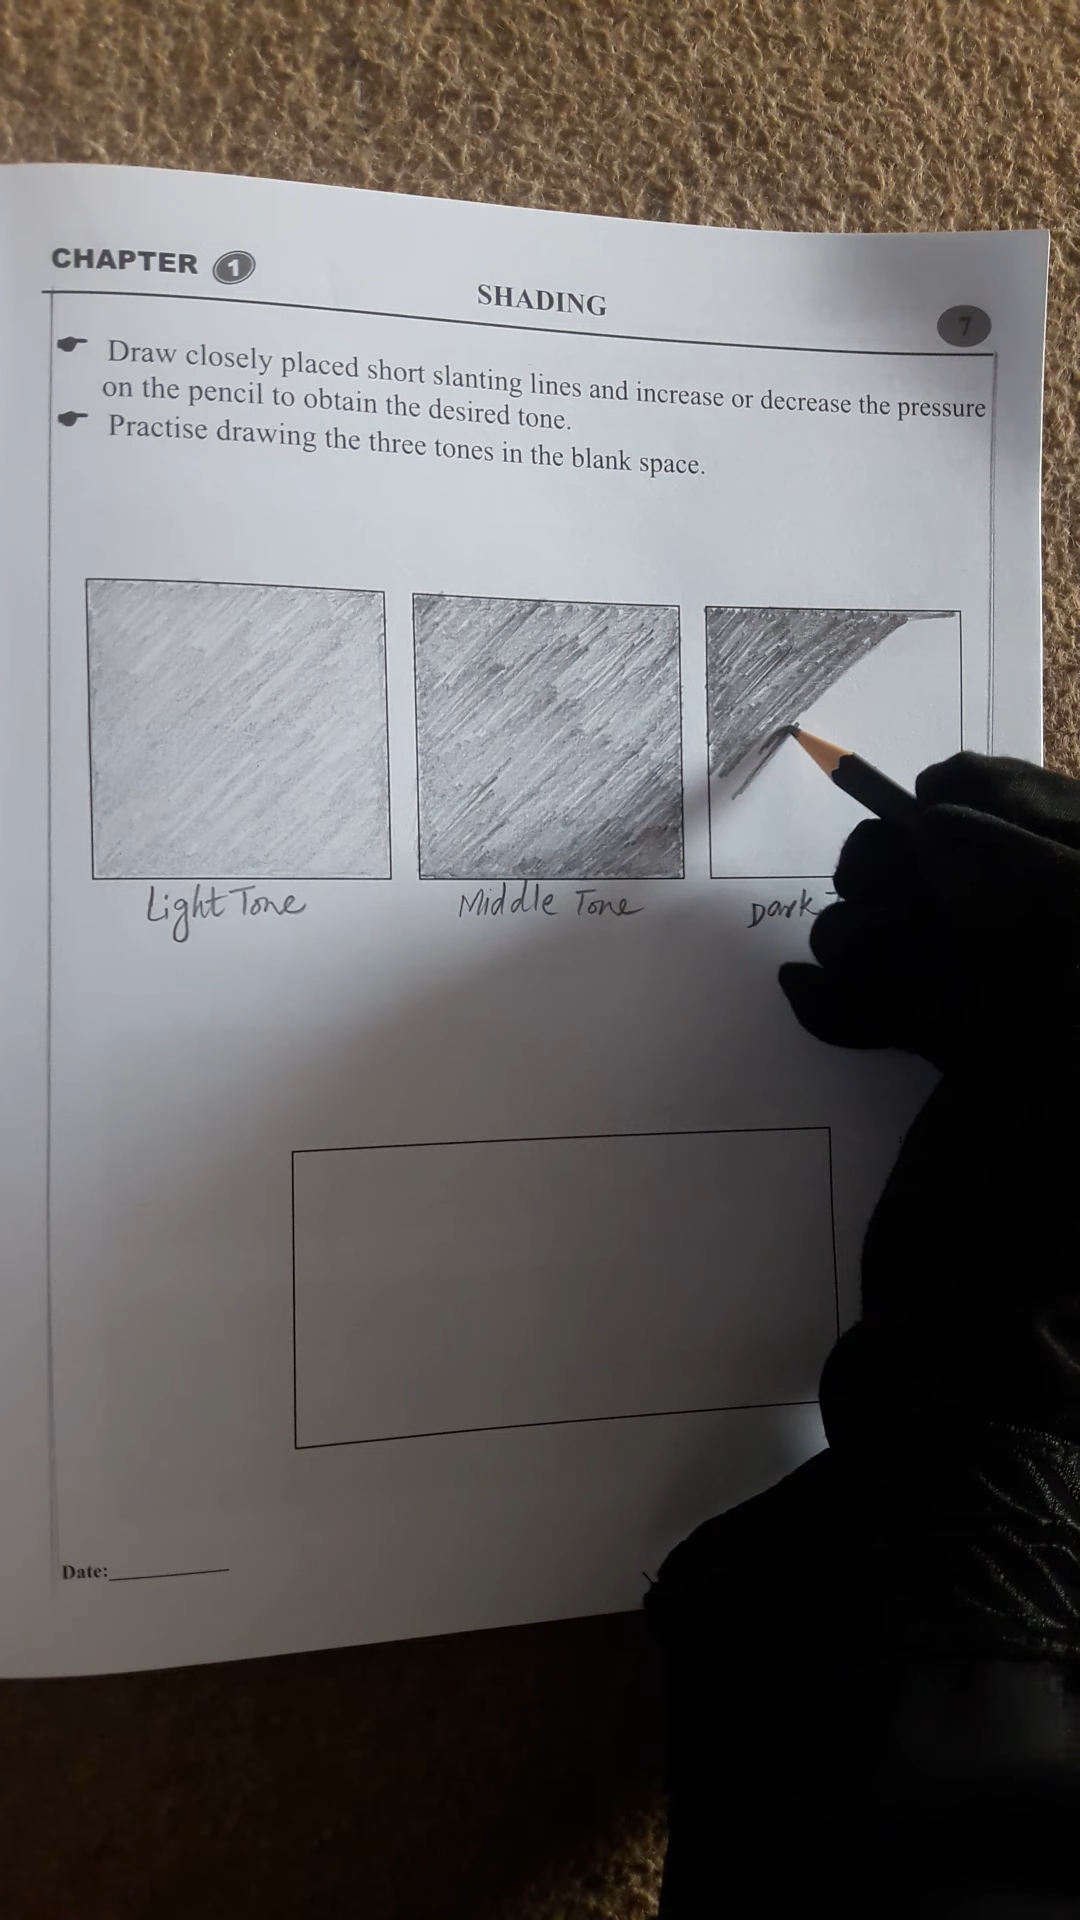 CHAPTER 1
SHADING
7
Draw closely placed short slanting lines and increase or decrease the pressure
on the pencil to obtain the desired tone.
Practise drawing the three tones in the blank space.
Light Tone
Middle Tone
Dark
Date: